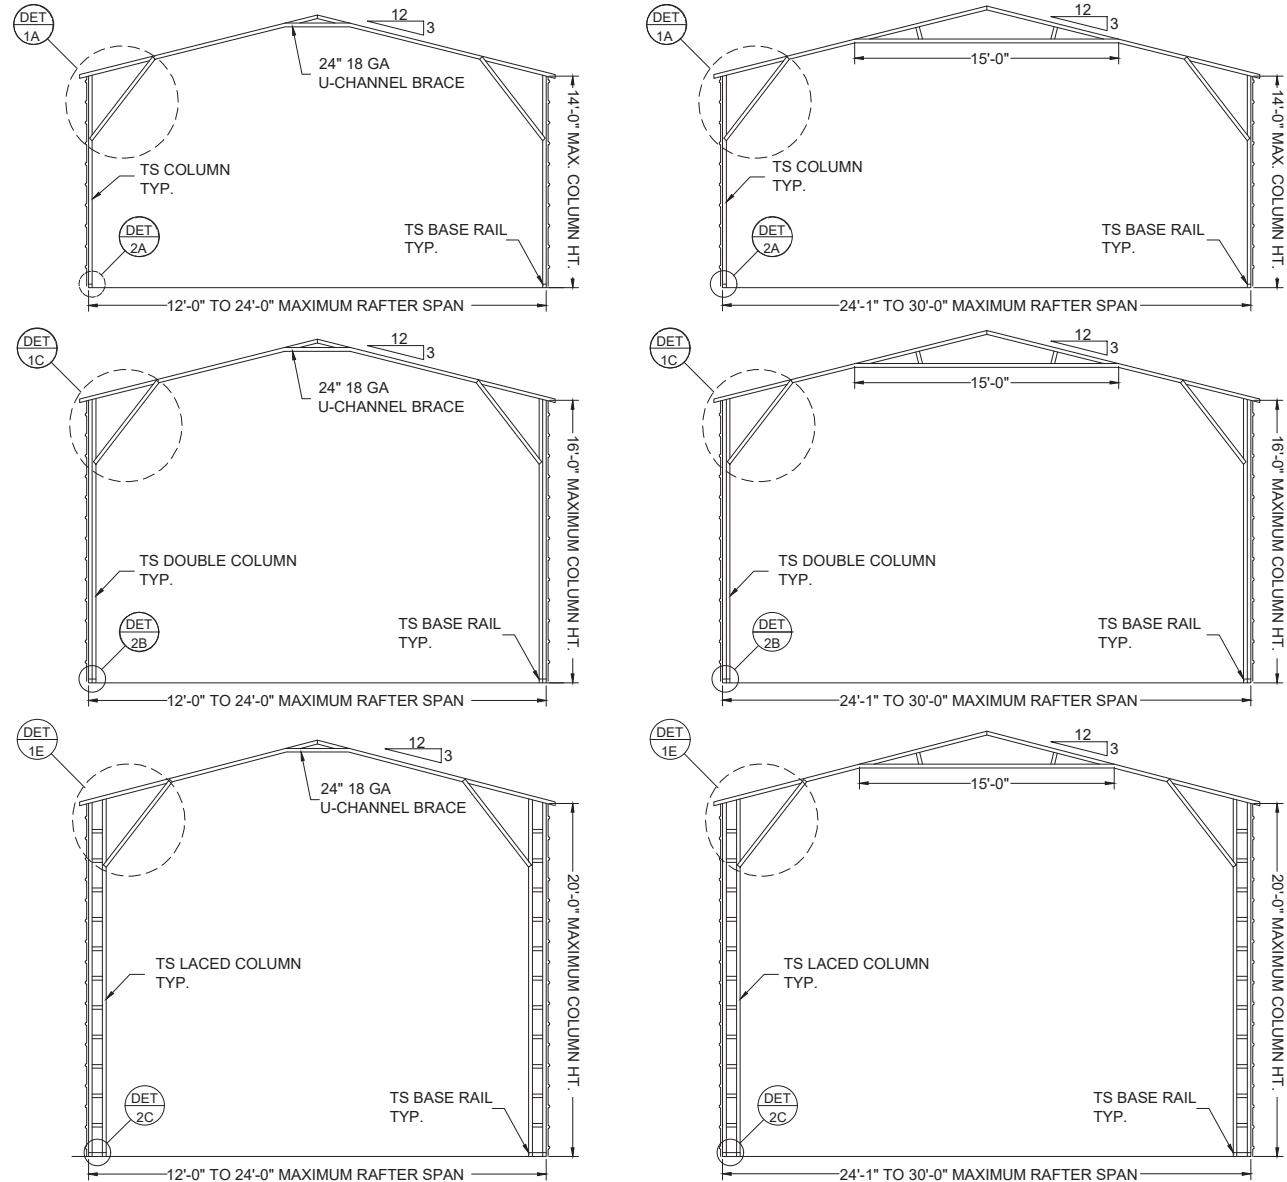 DET
1A
12
3
24" 18 GA
U-CHANNEL BRACE
14'-0" MAX. COLUMN HT.
TS COLUMN
TYP.
DET
2A
TS BASE RAIL
TYP.
12'-0" TO 24'-0" MAXIMUM RAFTER SPAN
DET
1A
12
3
15'-0"
14'-0" MAX. COLUMN HT.
TS COLUMN
TYP.
DET
2A
TS BASE RAIL
TYP.
24'-1" TO 30'-0" MAXIMUM RAFTER SPAN
DET
1C
12
3
24" 18 GA
U-CHANNEL BRACE
16'-0" MAXIMUM COLUMN HT.
TS DOUBLE COLUMN
TYP.
DET
2B
TS BASE RAIL
TYP.
12'-0" TO 24'-0" MAXIMUM RAFTER SPAN
DET
1C
12
3
15'-0"
16'-0" MAXIMUM COLUMN HT.
TS DOUBLE COLUMN
TYP.
DET
2B
TS BASE RAIL
TYP.
24'-1" TO 30'-0" MAXIMUM RAFTER SPAN
DET
1E
12
3
24" 18 GA
U-CHANNEL BRACE
20'-0" MAXIMUM COLUMN HT.
TS LACED COLUMN
TYP.
DET
2C
TS BASE RAIL
TYP.
12'-0" TO 24'-0" MAXIMUM RAFTER SPAN
DET
1E
12
3
15'-0"
20'-0" MAXIMUM COLUMN HT.
TS LACED COLUMN
TYP.
DET
2C
TS BASE RAIL
TYP.
24'-1" TO 30'-0" MAXIMUM RAFTER SPAN